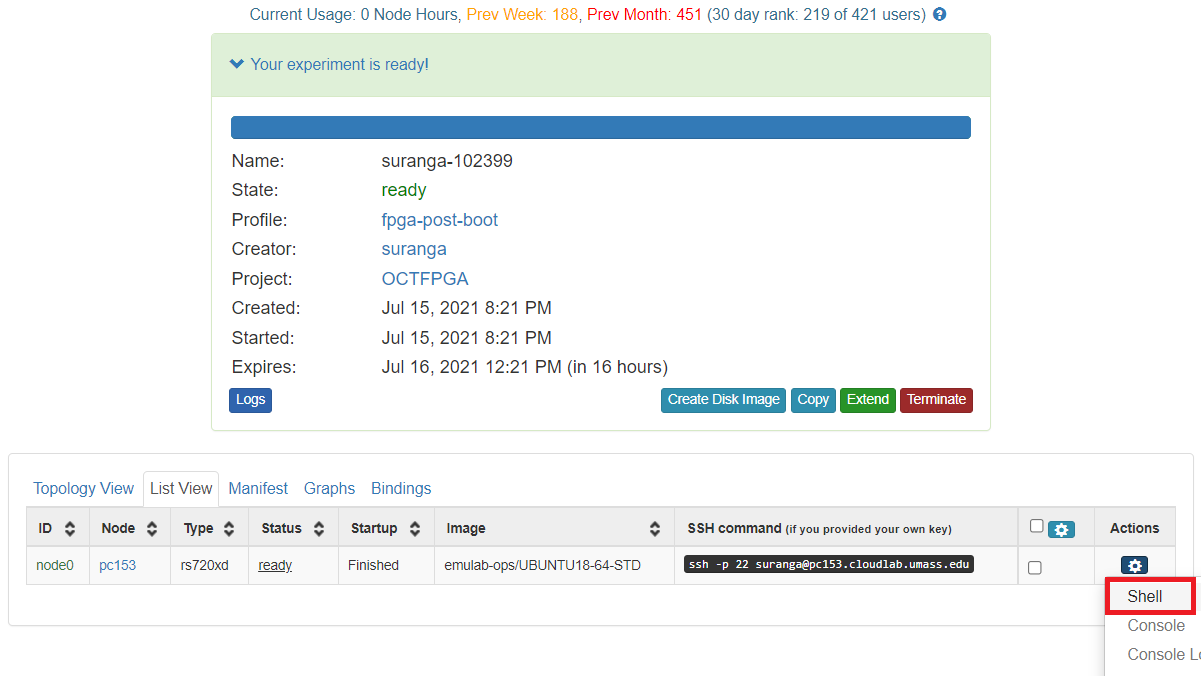 Current Usage: 0 Node Hours, Prev Week: 188, Prev Month: 451 (30 day rank: 219 of 421 users)
Your experiment is ready!
Name: suranga-102399
State: ready
Profile: fpga-post-boot
Creator: suranga
Project: OCTFPGA
Created: Jul 15, 2021 8:21 PM
Started: Jul 15, 2021 8:21 PM
Expires: Jul 16, 2021 12:21 PM (in 16 hours)
Logs Create Disk Image Copy Extend Terminate
Topology View List View Manifest Graphs Bindings
ID Node Type Status Startup Image SSH command (if you provided your own key) Actions
node0 pc153 rs720xd ready Finished emulab-ops/UBUNTU18-64-STD ssh -p 22 suranga@pc153.cloudlab.umass.edu
Shell
Console
Console Lo